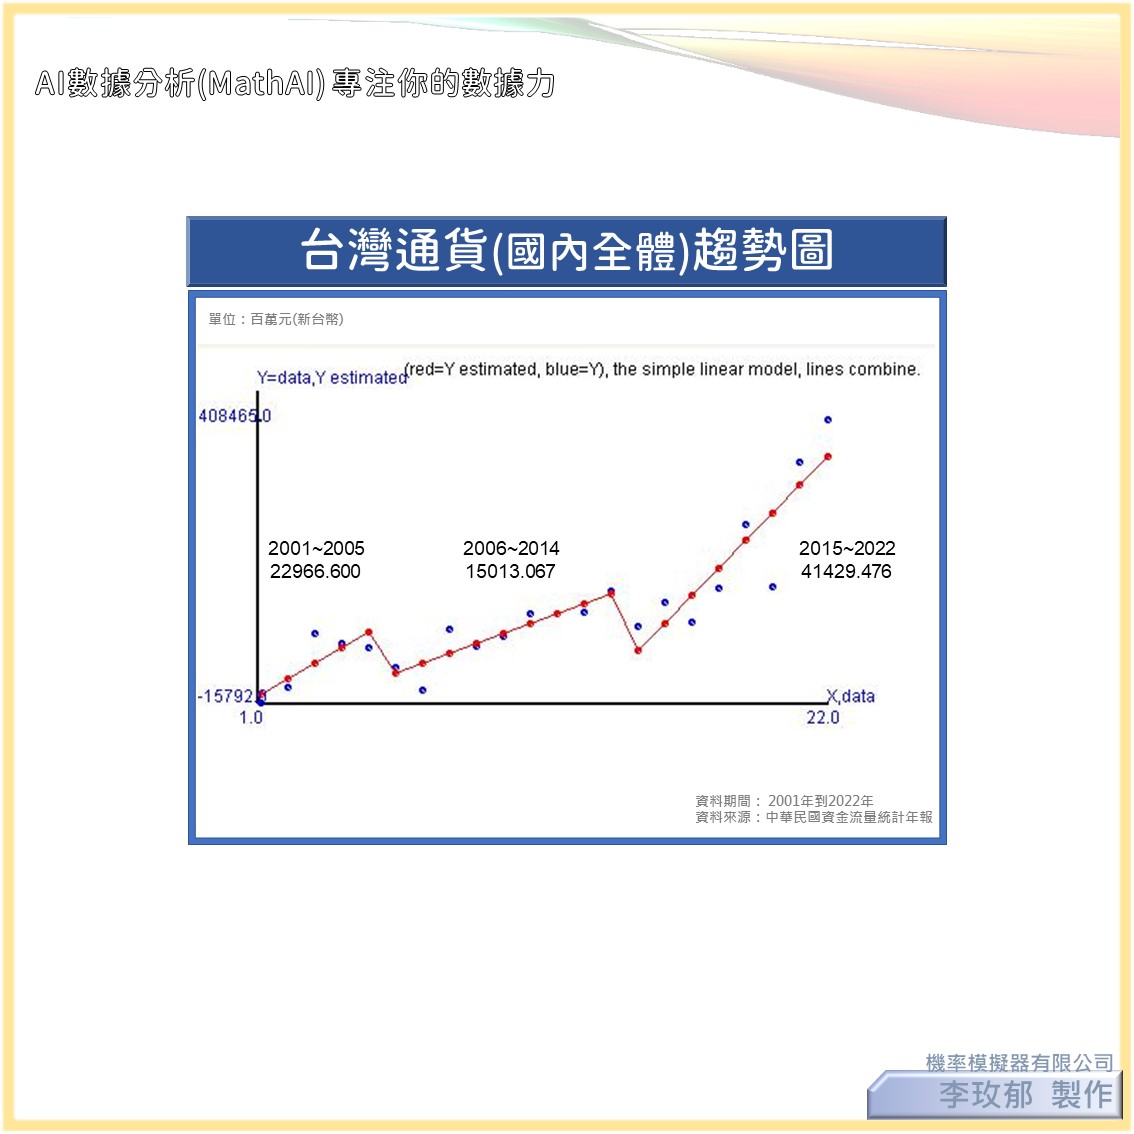 AI數據分析(MathAI) 專注你的數據力
台灣通貨(國內全體)趨勢圖
單位：百萬元(新台幣)
(red=Y estimated, blue=Y), the simple linear model, lines combine.
Y=data,Y estimated
408465.0
2001~2005
22966.600
2006~2014
15013.067
2015~2022
41429.476
-15792
X,data
1.0
22.0
資料期間： 2001年到2022年
資料來源：中華民國資金流量統計年報
機率模擬器有限公司
李玫郁 製作